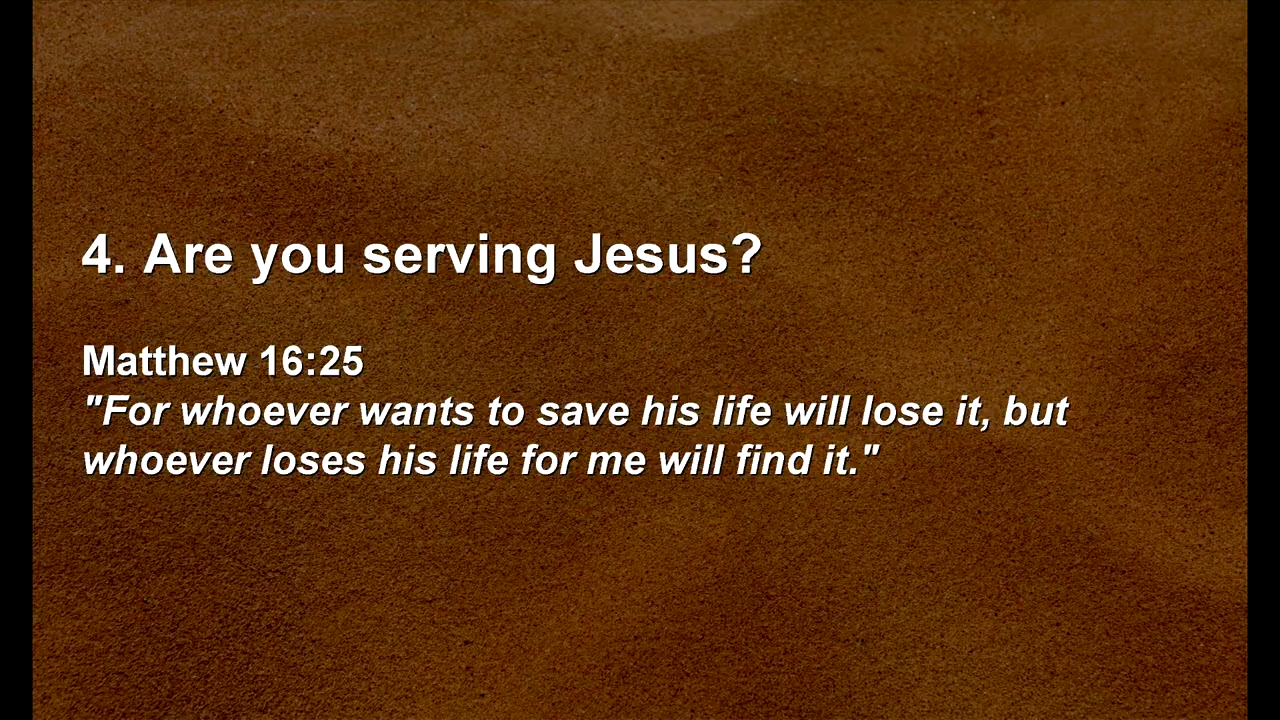 4. Are you serving Jesus?
Matthew 16:25
"For whoever wants to save his life will lose it, but
whoever loses his life for me will find it."